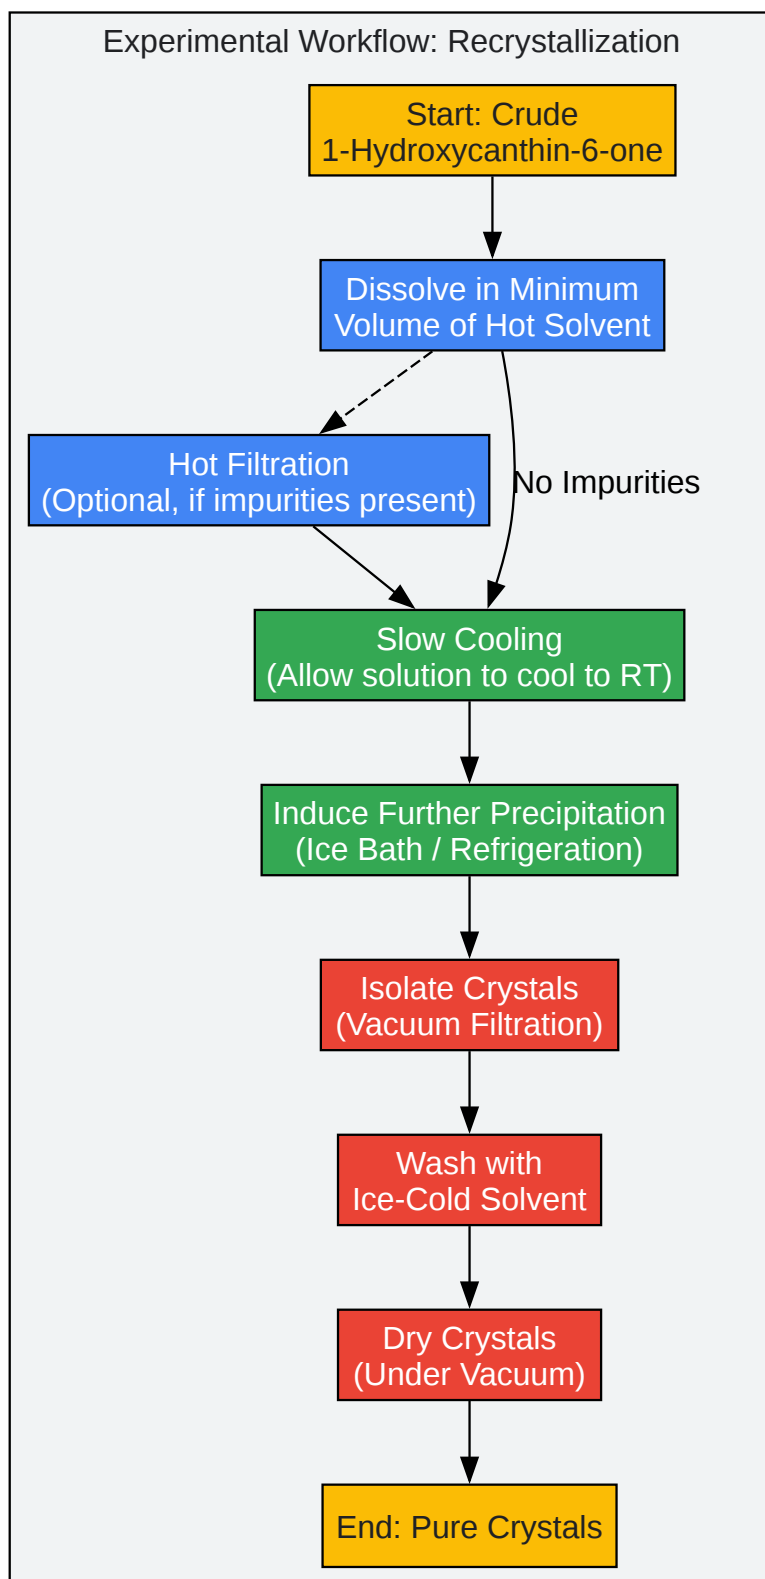 Experimental Workflow: Recrystallization
Start: Crude
1-Hydroxycanthin-6-one
Dissolve in Minimum
Volume of Hot Solvent
Hot Filtration
(Optional, if impurities present)
No Impurities
Slow Cooling
(Allow solution to cool to RT)
Induce Further Precipitation
(Ice Bath / Refrigeration)
Isolate Crystals
(Vacuum Filtration)
Wash with
Ice-Cold Solvent
Dry Crystals
(Under Vacuum)
End: Pure Crystals